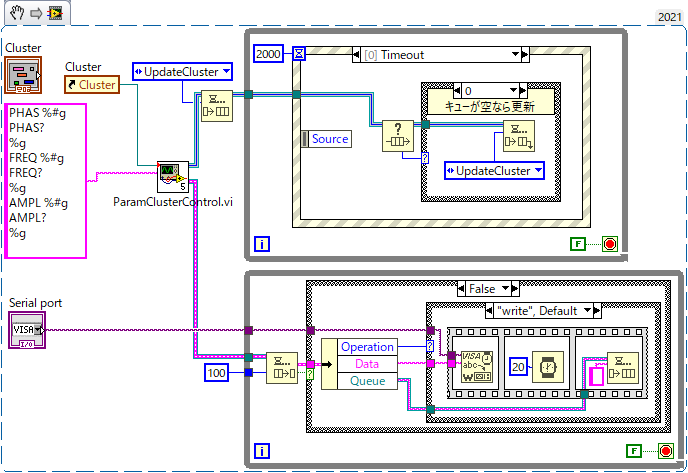 2021
Cluster
Cluster
UpdateCluster
2000
[0] Timeout
0
キューが空なら更新
PHAS %#g
PHAS?
%g
FREQ %#g
FREQ?
%g
AMPL %#g
AMPL?
%g
Source
?
?
UpdateCluster
5
ParamClusterControl.vi
i
F
Serial port
VISA
I/O
False
"write", Default
Operation
Data
Queue
?
?
VISA
abc
W
20
100
i
F